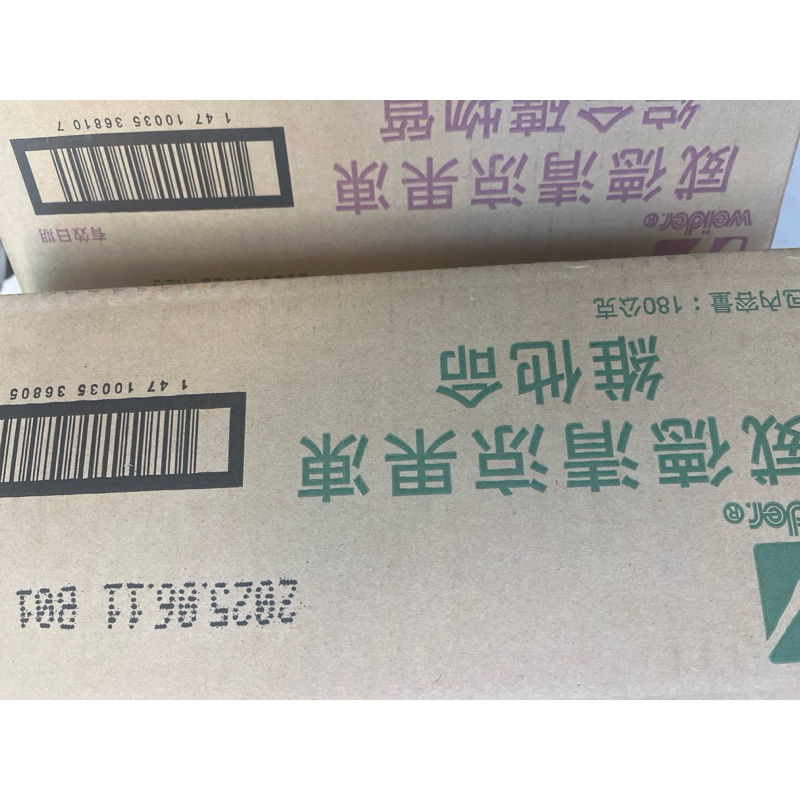 2025.06.11 B01
der®
威德清涼果凍
1 47 10035 36805
維他命
包內容量：180公克
weider®
有效日期
威德清涼果凍
綜合礦物質
1 47 10035 36810 7